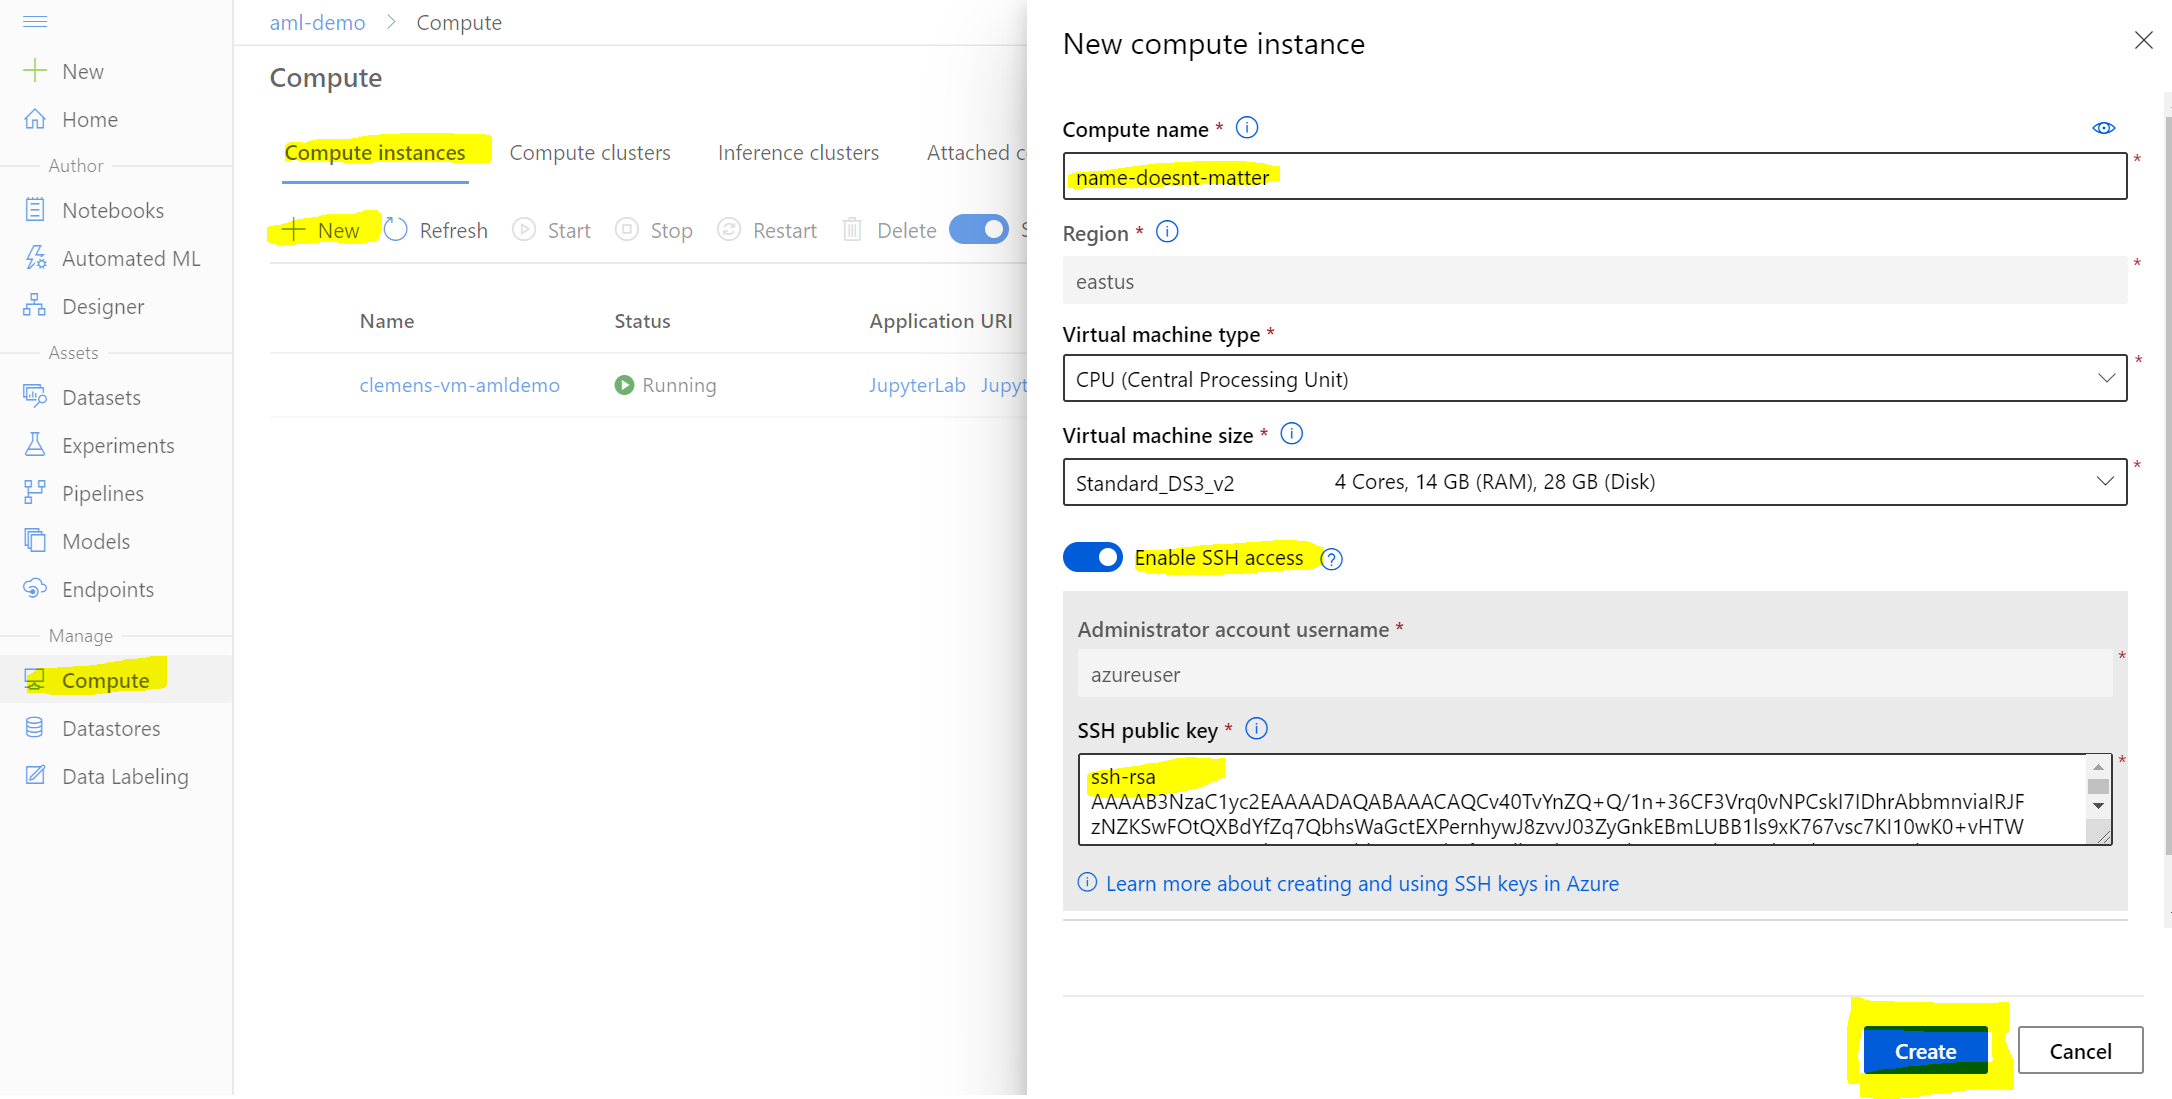 New
Home
Author
Notebooks
Automated ML
Designer
Assets
Datasets
Experiments
Pipelines
Models
Endpoints
Manage
Compute
Datastores
Data Labeling
aml-demo > Compute
Compute
Compute instances Compute clusters Inference clusters Attached c
New Refresh Start Stop Restart Delete S
Name Status Application URI
clemens-vm-amldemo Running JupyterLab Jupyt
New compute instance
Compute name *
name-doesnt-matter *
Region *
eastus *
Virtual machine type *
CPU (Central Processing Unit) *
Virtual machine size *
Standard_DS3_v2 4 Cores, 14 GB (RAM), 28 GB (Disk) *
Enable SSH access
Administrator account username *
azureuser *
SSH public key *
ssh-rsa *
AAAAB3NzaC1yc2EAAAADAQABAAACAQCv40TvYnZQ+Q/1n+36CF3Vrq0vNPCskI7IDhrAbbmnviaIRJF
zNZKSwFOtQXBdYfZq7QbhsWaGctEXPernhywJ8zvvJ03ZyGnkEBmLUBB1ls9xK767vsc7KI10wK0+vHTW
Learn more about creating and using SSH keys in Azure
Create Cancel